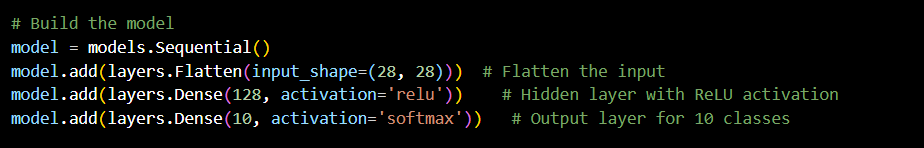 # Build the model
model = models.Sequential()
model.add(layers.Flatten(input_shape=(28, 28)))  # Flatten the input
model.add(layers.Dense(128, activation='relu'))    # Hidden layer with ReLU activation
model.add(layers.Dense(10, activation='softmax'))   # Output layer for 10 classes